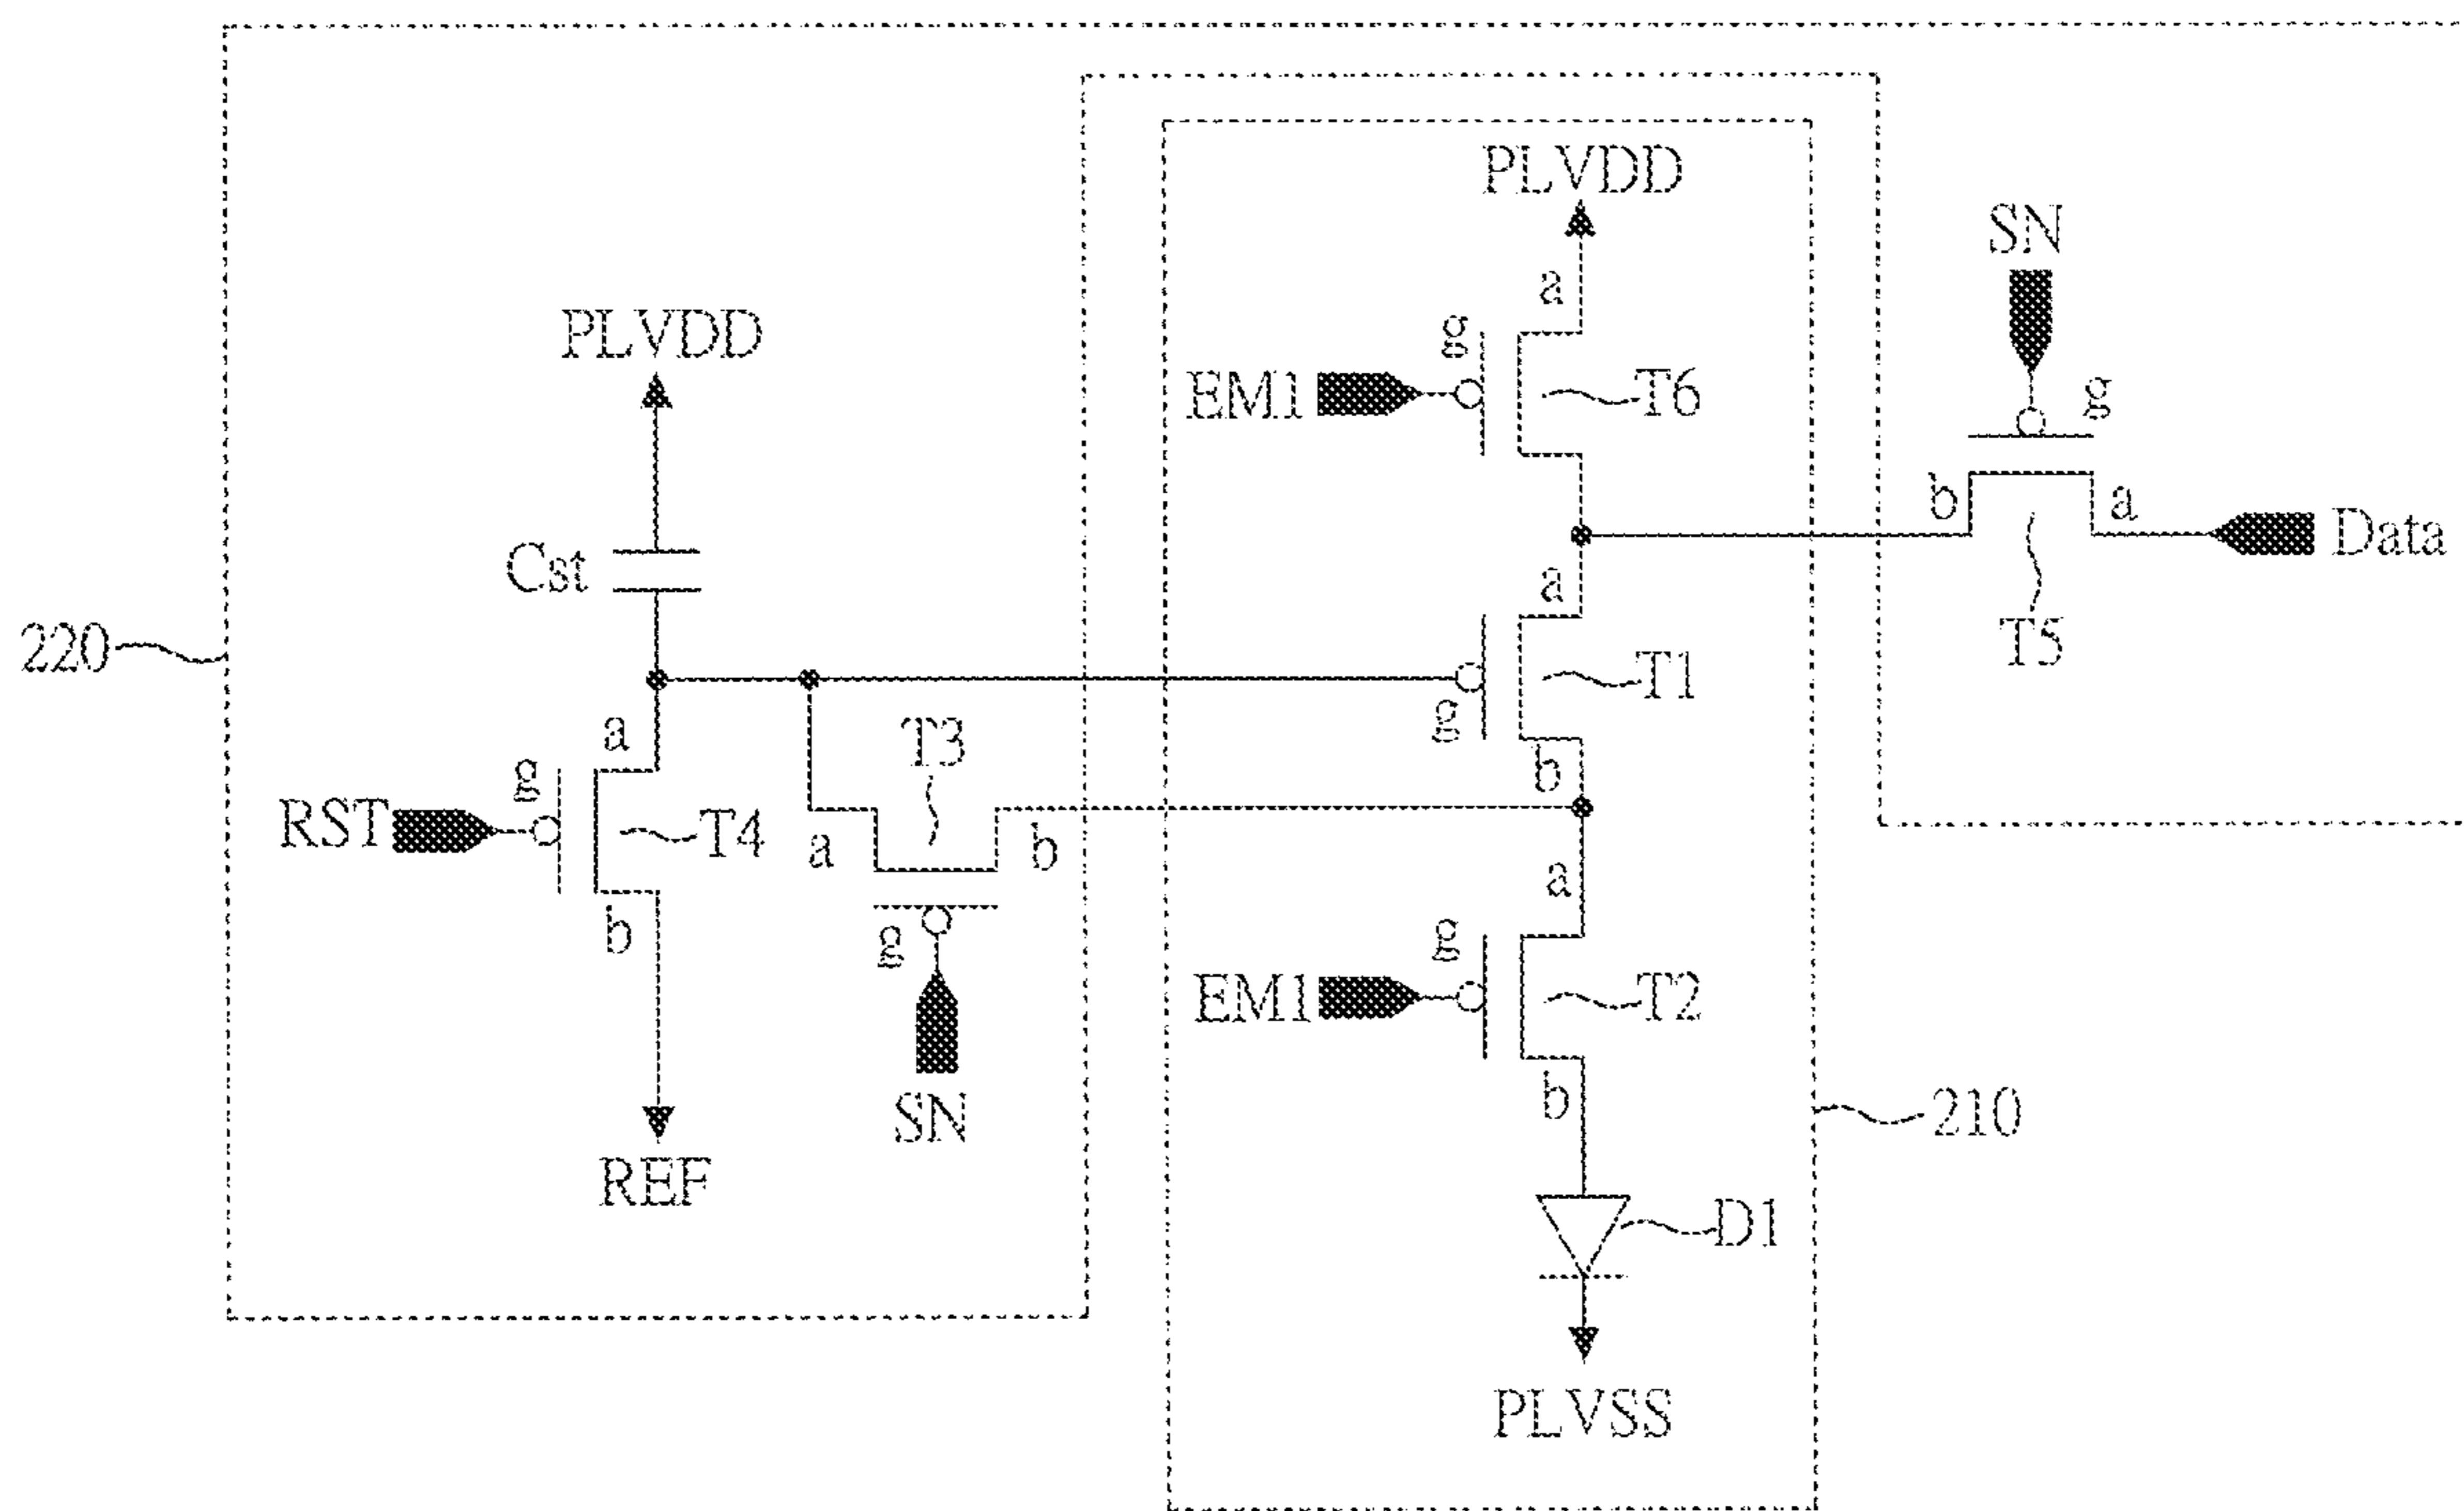 PLVDD
SN
a
PLVDD
g
EM1
T6
g
b
a
Data
Cst
a
T5
220
T1
g
a
T3
b
g
RST
T4
a
b
a
b
g
g
EM1
T2
SN
b
210
REF
D1
PLVSS